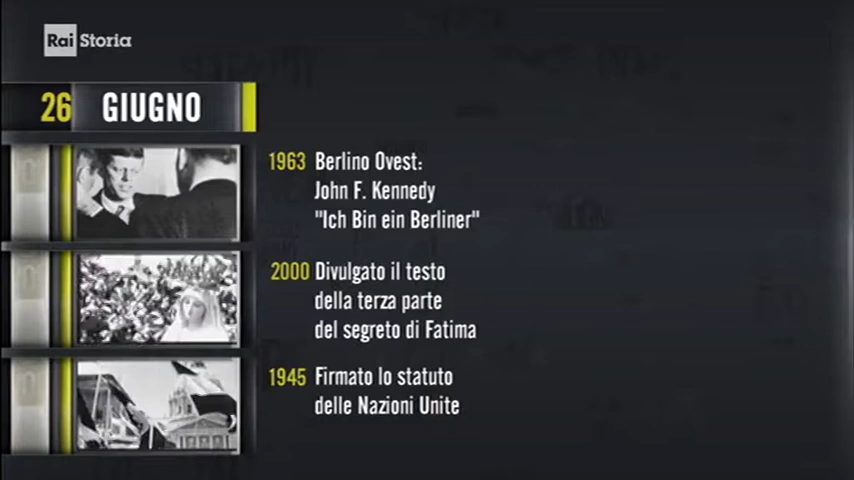 Rai Storia
26 GIUGNO
1963 Berlino Ovest:
John F. Kennedy
"Ich Bin ein Berliner"
2000 Divulgato il testo
della terza parte
del segreto di Fatima
1945 Firmato lo statuto
delle Nazioni Unite